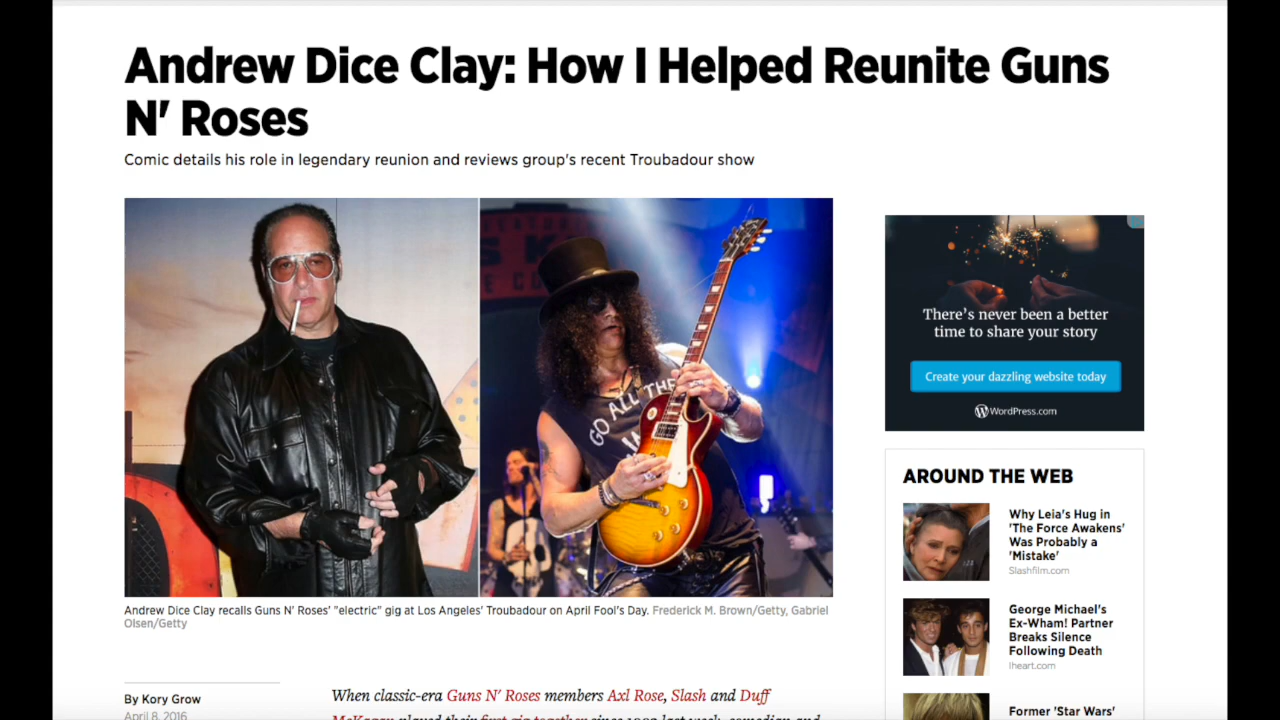 Andrew Dice Clay: How I Helped Reunite Guns
N' Roses
Comic details his role in legendary reunion and reviews group's recent Troubadour show
GO ALL THE
Andrew Dice Clay recalls Guns N' Roses' "electric" gig at Los Angeles' Troubadour on April Fool's Day. Frederick M. Brown/Getty, Gabriel
Olsen/Getty
By Kory Grow
April 8, 2016
When classic-era Guns N' Roses members Axl Rose, Slash and Duff
There's never been a better
time to share your story
Create your dazzling website today
WordPress.com
AROUND THE WEB
Why Leia's Hug in
'The Force Awakens'
Was Probably a
'Mistake'
Slashfilm.com
George Michael's
Ex-Wham! Partner
Breaks Silence
Following Death
Iheart.com
Former 'Star Wars'